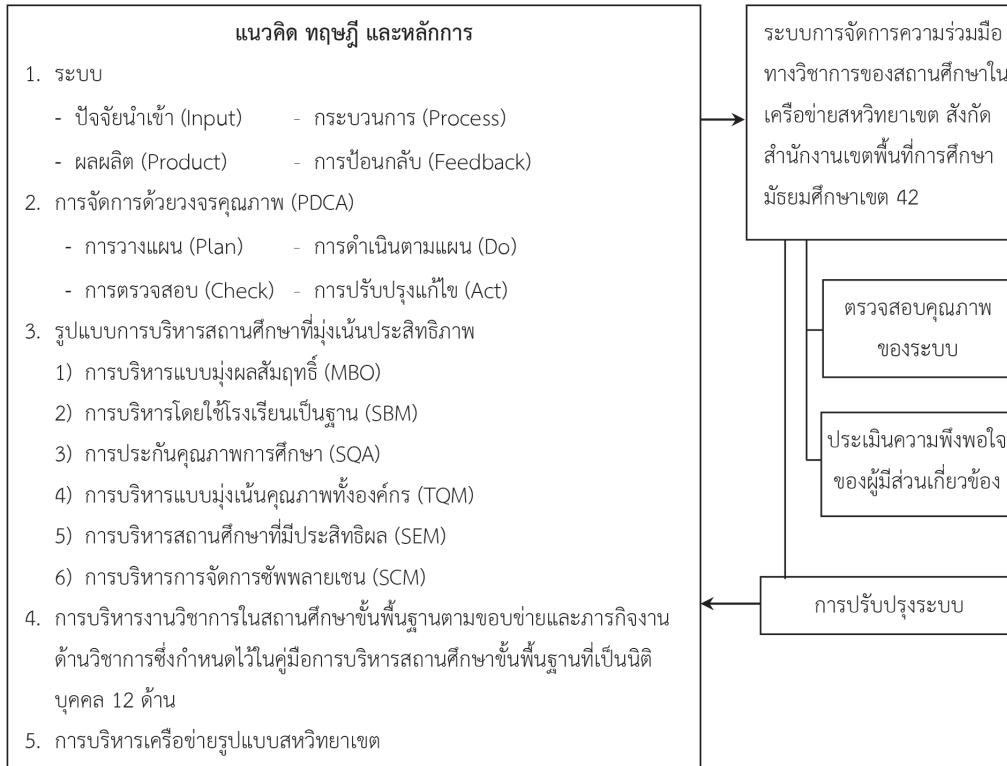 แนวคิด ทฤษฎี และหลักการ
1. ระบบ
- ปัจจัยนำเข้า (Input) - กระบวนการ (Process)
- ผลผลิต (Product) - การป้อนกลับ (Feedback)
2. การจัดการด้วยวงจรคุณภาพ (PDCA)
- การวางแผน (Plan) - การดำเนินตามแผน (Do)
- การตรวจสอบ (Check) - การปรับปรุงแก้ไข (Act)
3. รูปแบบการบริหารสถานศึกษาที่มุ่งเน้นประสิทธิภาพ
1) การบริหารแบบมุ่งผลสัมฤทธิ์ (MBO)
2) การบริหารโดยใช้โรงเรียนเป็นฐาน (SBM)
3) การประกันคุณภาพการศึกษา (SQA)
4) การบริหารแบบมุ่งเน้นคุณภาพทั้งองค์กร (TQM)
5) การบริหารสถานศึกษาที่มีประสิทธิผล (SEM)
6) การบริหารการจัดการซัพพลายเชน (SCM)
4. การบริหารงานวิชาการในสถานศึกษาขั้นพื้นฐานตามขอบข่ายและภารกิจงาน
ด้านวิชาการซึ่งกำหนดไว้ในคู่มือการบริหารสถานศึกษาขั้นพื้นฐานที่เป็นนิติ
บุคคล 12 ด้าน
5. การบริหารเครือข่ายรูปแบบสหวิทยาเขต
ระบบการจัดการความร่วมมือ
ทางวิชาการของสถานศึกษาใน
เครือข่ายสหวิทยาเขต สังกัด
สำนักงานเขตพื้นที่การศึกษา
มัธยมศึกษาเขต 42
ตรวจสอบคุณภาพ
ของระบบ
ประเมินความพึงพอใจ
ของผู้มีส่วนเกี่ยวข้อง
การปรับปรุงระบบ